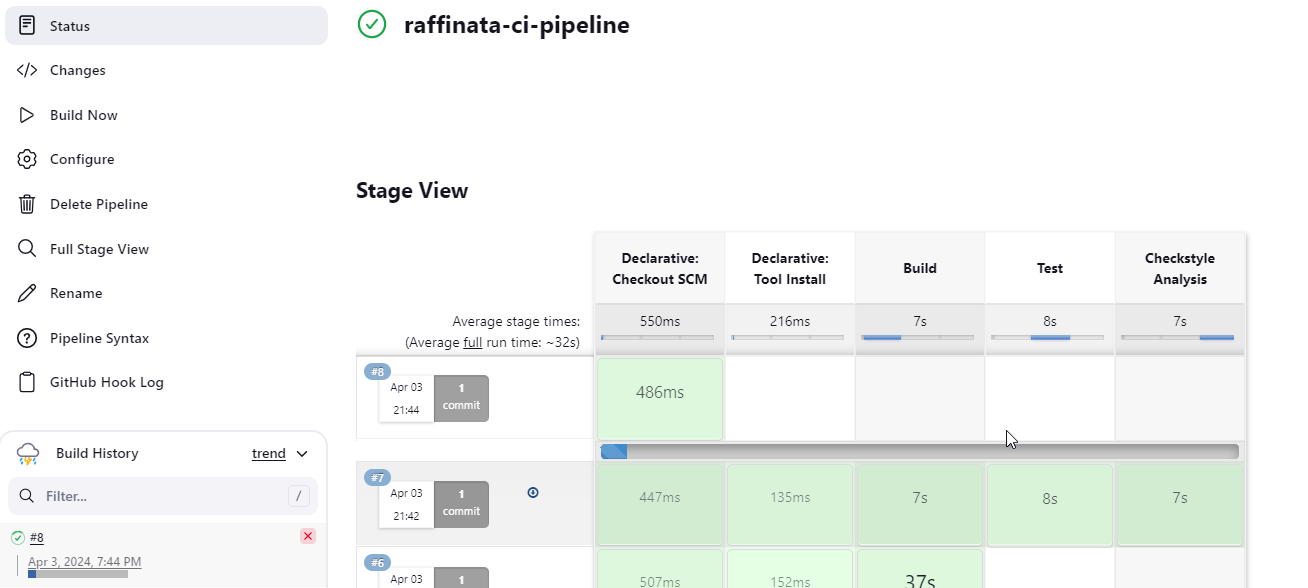 Status
Changes
Build Now
Configure
Delete Pipeline
Full Stage View
Rename
Pipeline Syntax
GitHub Hook Log
Build History
trend
Filter...
/
#8
Apr 3, 2024, 7:44 PM
raffinata-ci-pipeline
Stage View
Declarative:
Checkout SCM
Declarative:
Tool Install
Build
Test
Checkstyle
Analysis
Average stage times:
(Average full run time: ~32s)
550ms
216ms
7s
8s
7s
#8
Apr 03
21:44
1
commit
486ms
#7
Apr 03
21:42
1
commit
447ms
135ms
7s
8s
7s
#6
Apr 03
1
507ms
152ms
37s